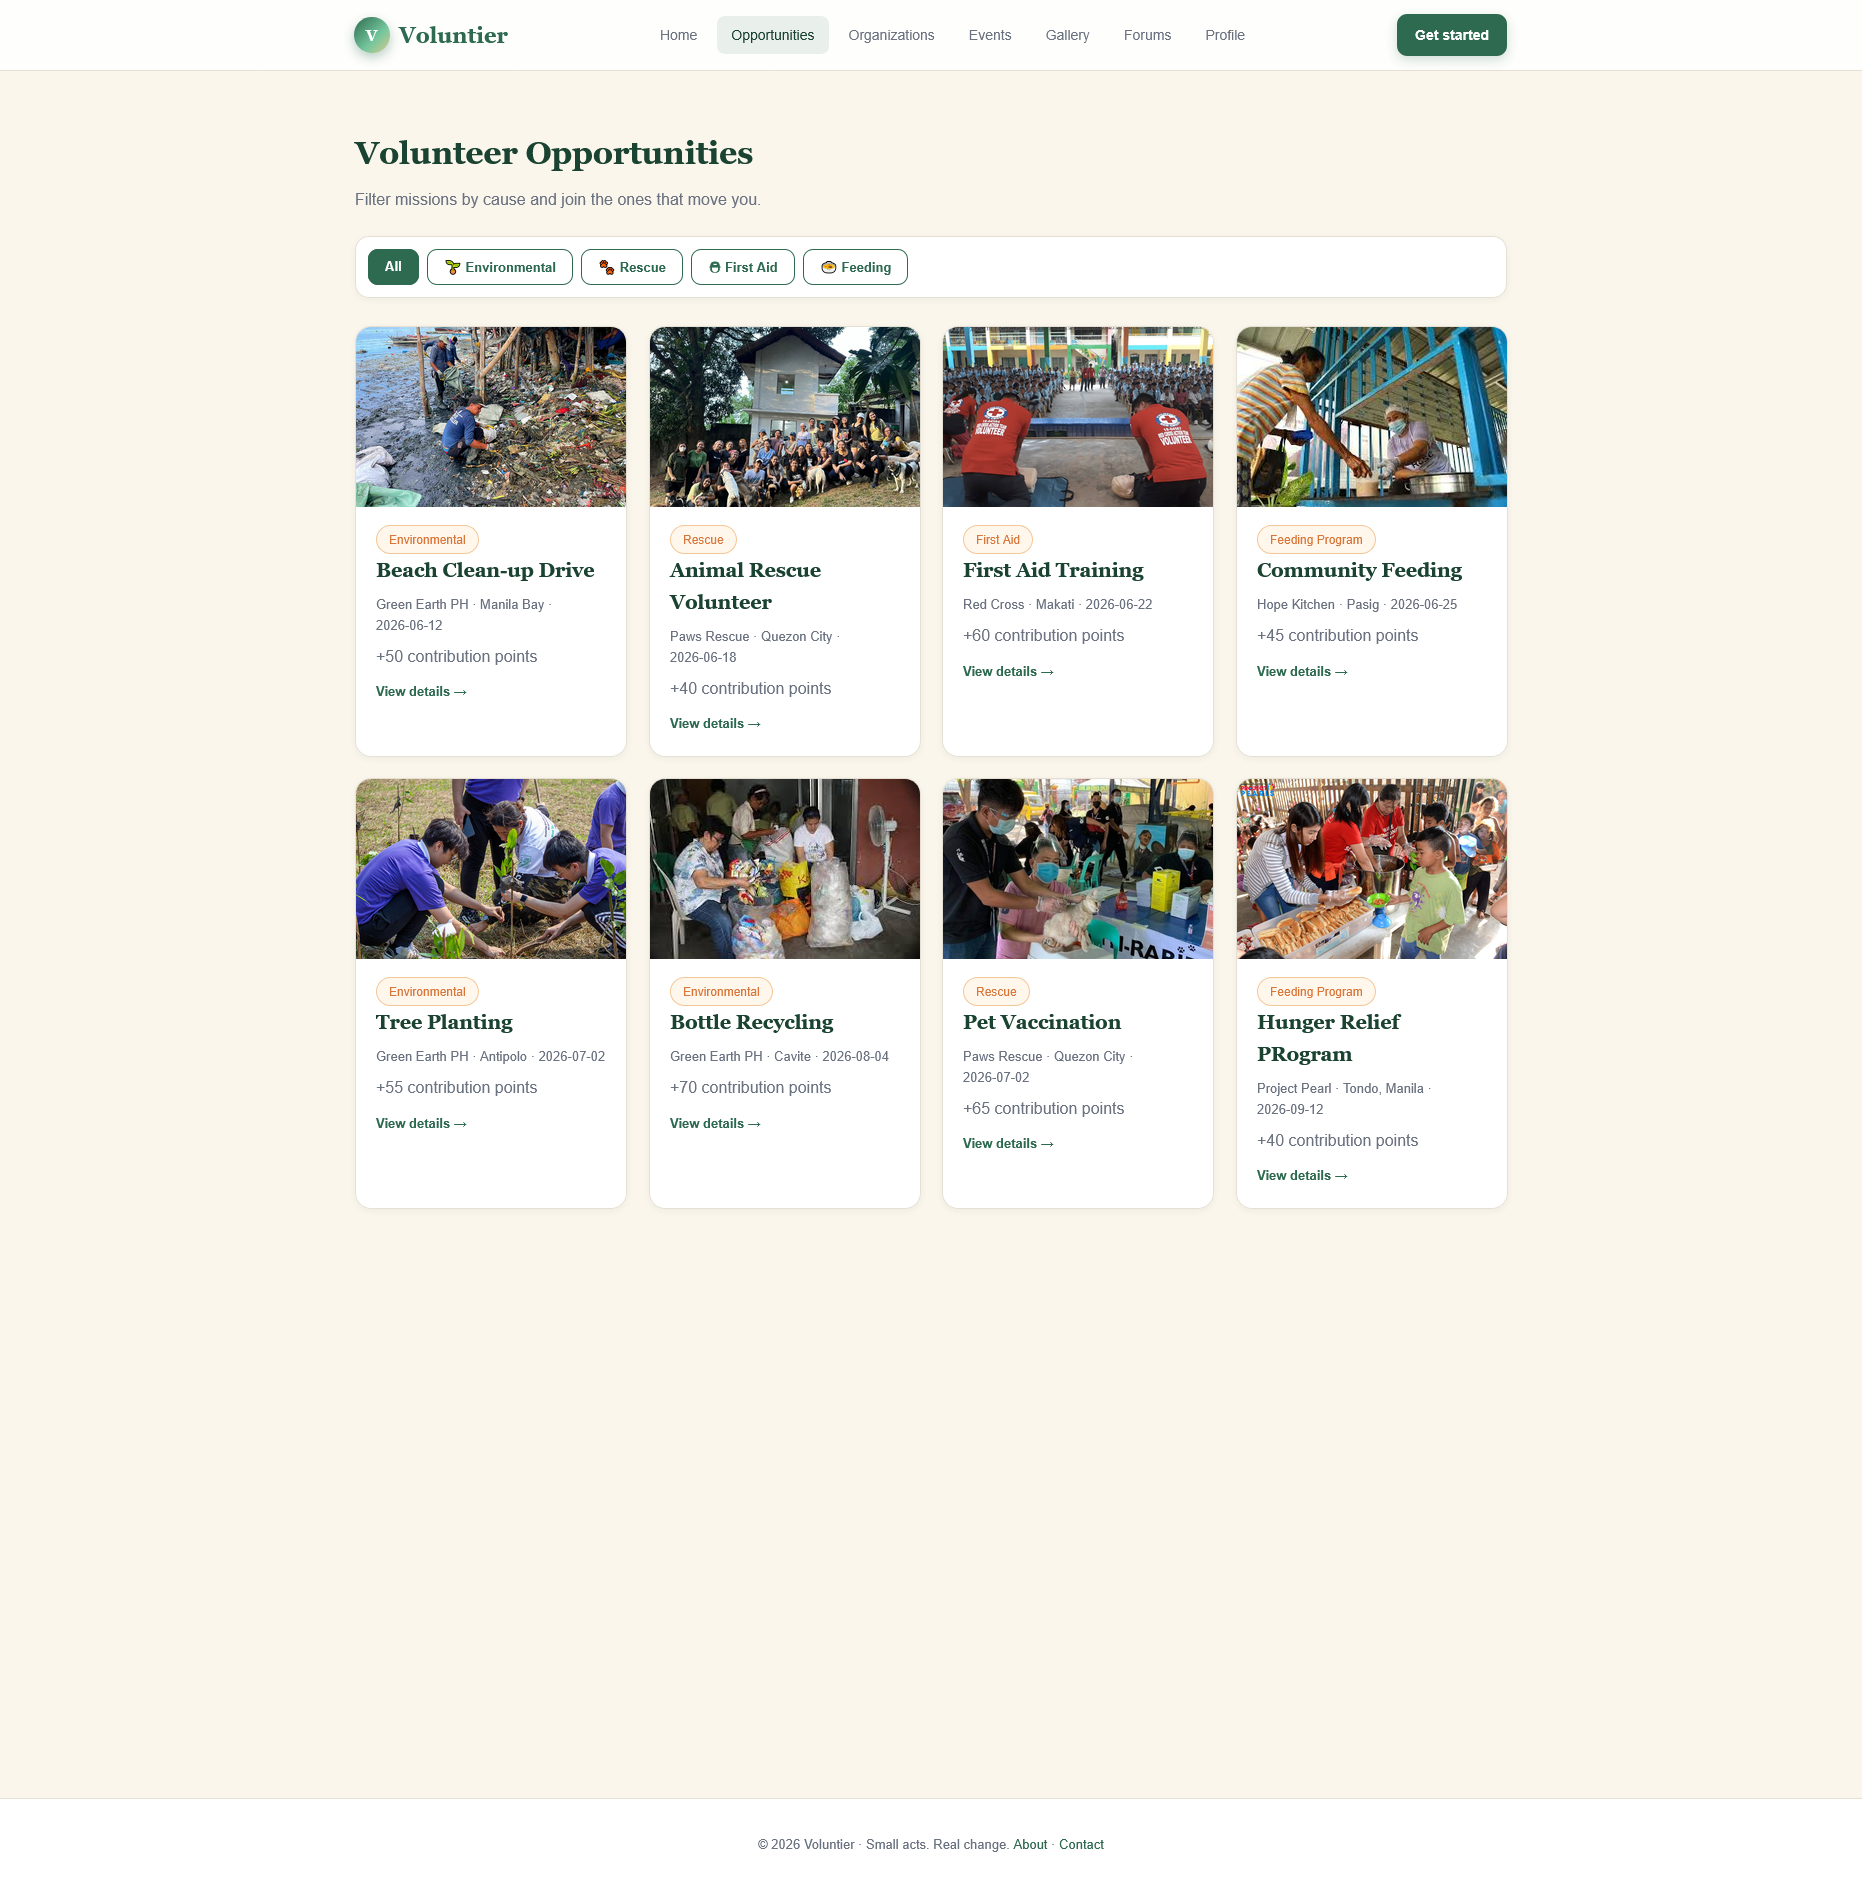 V Voluntier
Home Opportunities Organizations Events Gallery Forums Profile
Get started
Volunteer Opportunities
Filter missions by cause and join the ones that move you.
All
Environmental
Rescue
First Aid
Feeding
VOLUNTEER
VOLUNTEER
Environmental
Beach Clean-up Drive
Green Earth PH · Manila Bay ·
2026-06-12
+50 contribution points
View details →
Rescue
Animal Rescue
Volunteer
Paws Rescue · Quezon City ·
2026-06-18
+40 contribution points
View details →
First Aid
First Aid Training
Red Cross · Makati · 2026-06-22
+60 contribution points
View details →
Feeding Program
Community Feeding
Hope Kitchen · Pasig · 2026-06-25
+45 contribution points
View details →
Environmental
Tree Planting
Green Earth PH · Antipolo · 2026-07-02
+55 contribution points
View details →
Environmental
Bottle Recycling
Green Earth PH · Cavite · 2026-08-04
+70 contribution points
View details →
Rescue
Pet Vaccination
Paws Rescue · Quezon City ·
2026-07-02
+65 contribution points
View details →
Feeding Program
Hunger Relief
PRogram
Project Pearl · Tondo, Manila ·
2026-09-12
+40 contribution points
View details →
© 2026 Voluntier · Small acts. Real change. About · Contact